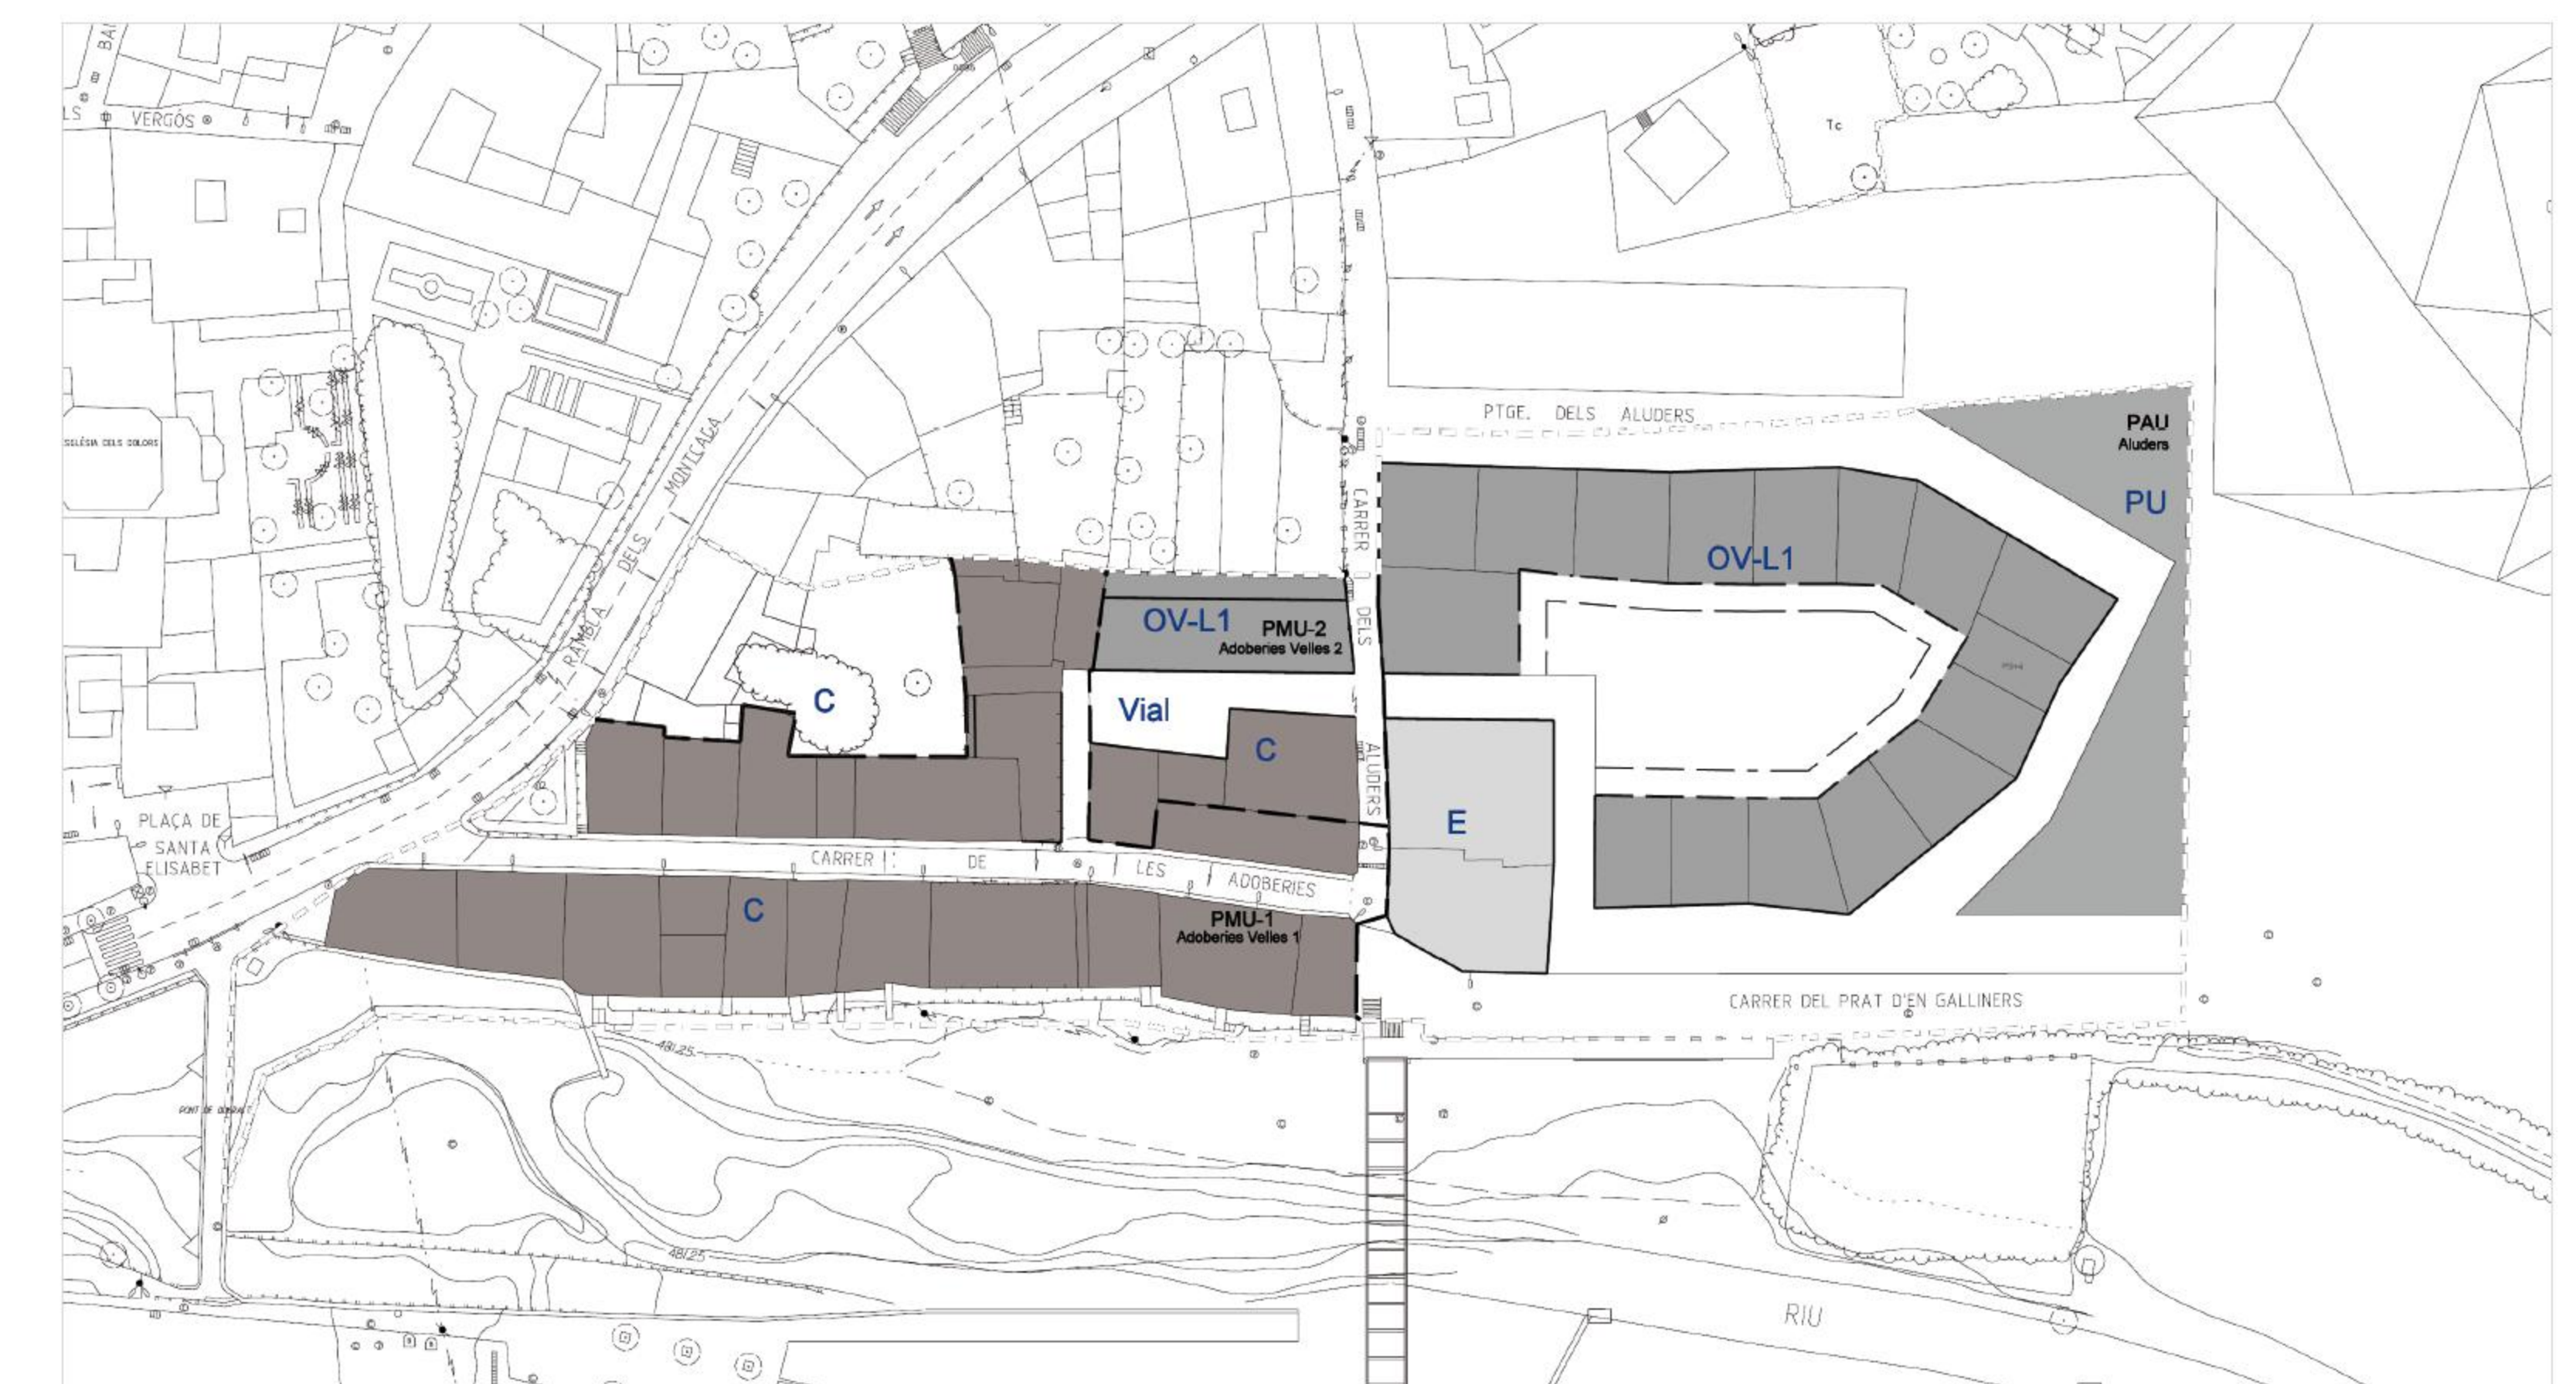 BAI
LS
VERGÓS
Tc
PTGE. DELS ALUDERS
PAU
Aluders
PU
ESGLÉSIA DELS DOLORS
RAMBLA DELS MONTCADA
CARRER DELS ALUDERS
OV-L1
OV-L1
PMU-2
Adoberies Velles 2
C
Vial
C
E
PLAÇA DE
SANTA
ELISABET
CARRER DE LES ADOBERIES
C
PMU-1
Adoberies Velles 1
CARRER DEL PRAT D'EN GALLINERS
481.25
PONT DE
481.25
RIU